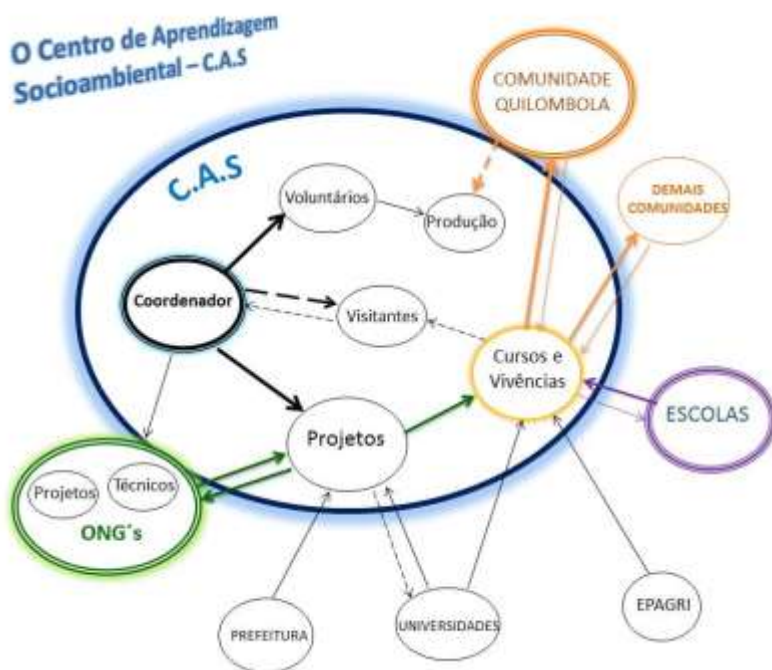 O Centro de Aprendizagem
Socioambiental – C.A.S
COMUNIDADE
QUILOMBOLA
C.A.S
Voluntários
Produção
DEMAIS
COMUNIDADES
Coordenador
Visitantes
Cursos e
Vivências
ESCOLAS
Projetos
Projetos
Técnicos
ONG´s
PREFEITURA
UNIVERSIDADES
EPAGRI